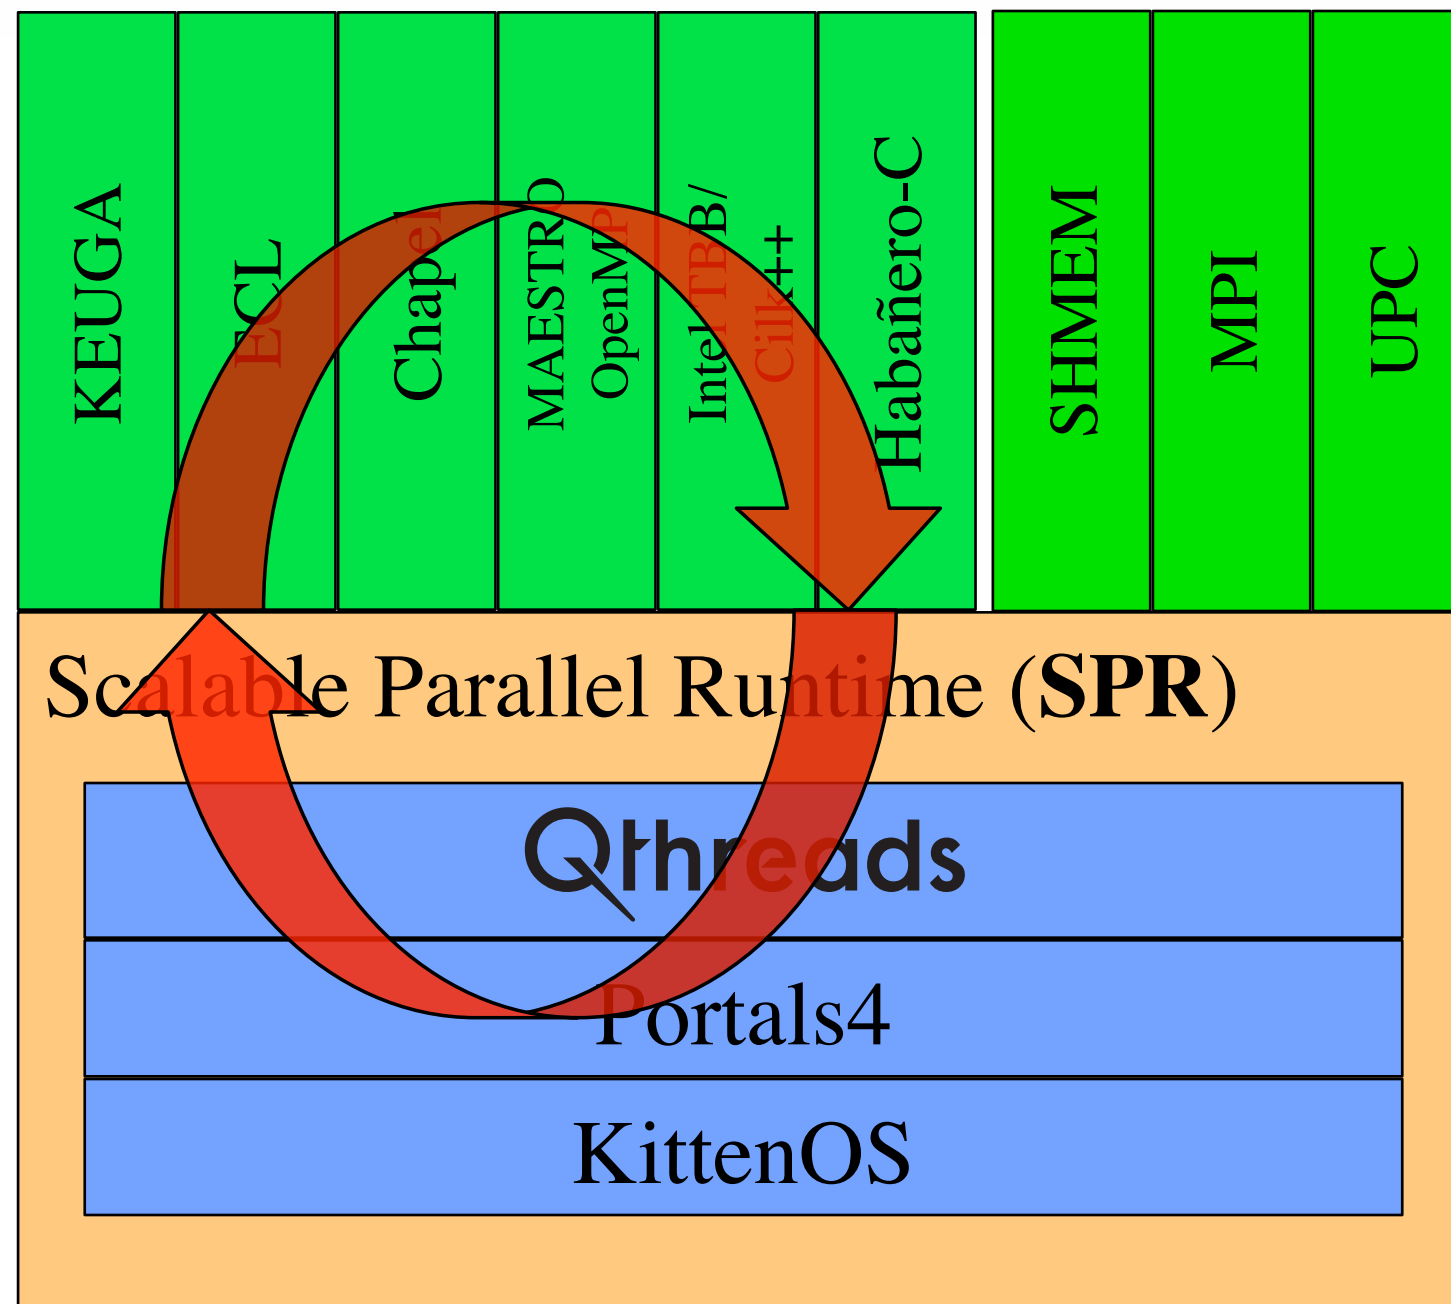 KEUGA
ECL
Chapel
MAESTRO
OpenMP
Intel TBB/
Cilk++
Habañero-C
SHMEM
MPI
UPC
Scalable Parallel Runtime (SPR)
Qthreads
Portals4
KittenOS